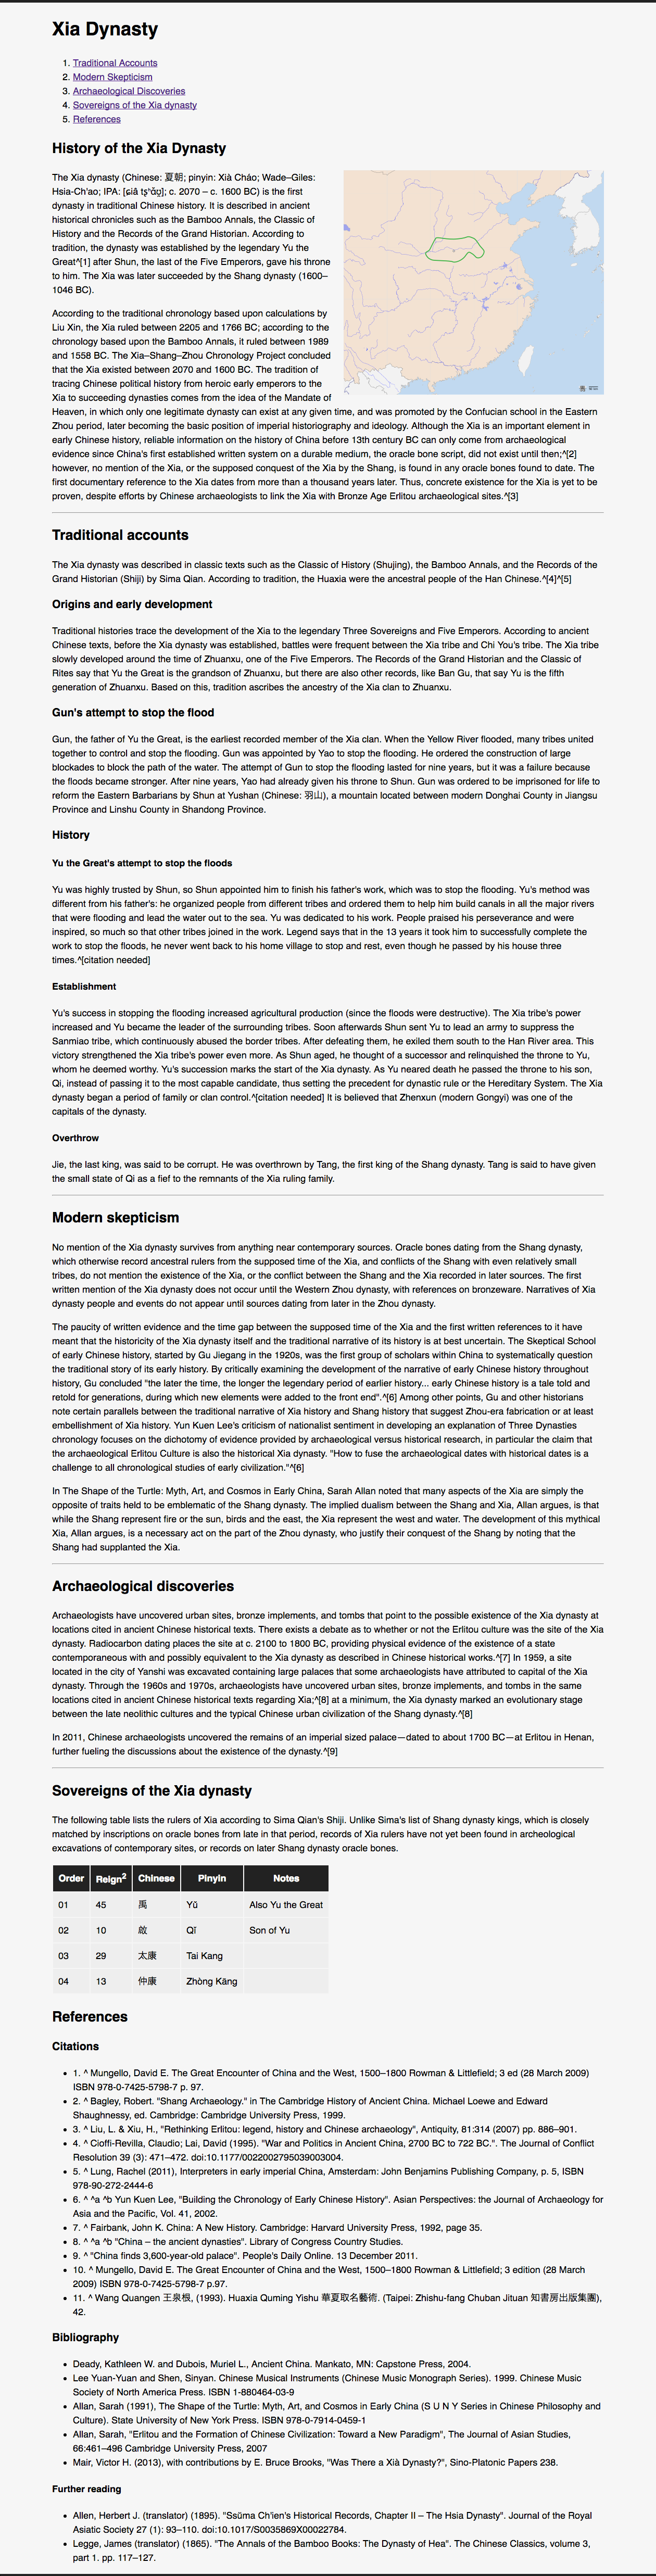 Xia Dynasty
1. Traditional Accounts
2. Modern Skepticism
3. Archaeological Discoveries
4. Sovereigns of the Xia dynasty
5. References
History of the Xia Dynasty
The Xia dynasty (Chinese: 夏朝; pinyin: Xià Cháo; Wade–Giles:
Hsia-Ch'ao; IPA: [ɕiâ tʂʰɑ̌ʊ̯]; c. 2070 – c. 1600 BC) is the first
dynasty in traditional Chinese history. It is described in ancient
historical chronicles such as the Bamboo Annals, the Classic of
History and the Records of the Grand Historian. According to
tradition, the dynasty was established by the legendary Yu the
Great^[1] after Shun, the last of the Five Emperors, gave his throne
to him. The Xia was later succeeded by the Shang dynasty (1600–
1046 BC).
According to the traditional chronology based upon calculations by
Liu Xin, the Xia ruled between 2205 and 1766 BC; according to the
chronology based upon the Bamboo Annals, it ruled between 1989
and 1558 BC. The Xia–Shang–Zhou Chronology Project concluded
that the Xia existed between 2070 and 1600 BC. The tradition of
tracing Chinese political history from heroic early emperors to the
Xia to succeeding dynasties comes from the idea of the Mandate of
Heaven, in which only one legitimate dynasty can exist at any given time, and was promoted by the Confucian school in the Eastern
Zhou period, later becoming the basic position of imperial historiography and ideology. Although the Xia is an important element in
early Chinese history, reliable information on the history of China before 13th century BC can only come from archaeological
evidence since China's first established written system on a durable medium, the oracle bone script, did not exist until then;^[2]
however, no mention of the Xia, or the supposed conquest of the Xia by the Shang, is found in any oracle bones found to date. The
first documentary reference to the Xia dates from more than a thousand years later. Thus, concrete existence for the Xia is yet to be
proven, despite efforts by Chinese archaeologists to link the Xia with Bronze Age Erlitou archaeological sites.^[3]
Traditional accounts
The Xia dynasty was described in classic texts such as the Classic of History (Shujing), the Bamboo Annals, and the Records of the
Grand Historian (Shiji) by Sima Qian. According to tradition, the Huaxia were the ancestral people of the Han Chinese.^[4]^[5]
Origins and early development
Traditional histories trace the development of the Xia to the legendary Three Sovereigns and Five Emperors. According to ancient
Chinese texts, before the Xia dynasty was established, battles were frequent between the Xia tribe and Chi You's tribe. The Xia tribe
slowly developed around the time of Zhuanxu, one of the Five Emperors. The Records of the Grand Historian and the Classic of
Rites say that Yu the Great is the grandson of Zhuanxu, but there are also other records, like Ban Gu, that say Yu is the fifth
generation of Zhuanxu. Based on this, tradition ascribes the ancestry of the Xia clan to Zhuanxu.
Gun's attempt to stop the flood
Gun, the father of Yu the Great, is the earliest recorded member of the Xia clan. When the Yellow River flooded, many tribes united
together to control and stop the flooding. Gun was appointed by Yao to stop the flooding. He ordered the construction of large
blockades to block the path of the water. The attempt of Gun to stop the flooding lasted for nine years, but it was a failure because
the floods became stronger. After nine years, Yao had already given his throne to Shun. Gun was ordered to be imprisoned for life to
reform the Eastern Barbarians by Shun at Yushan (Chinese: 羽山), a mountain located between modern Donghai County in Jiangsu
Province and Linshu County in Shandong Province.
History
Yu the Great's attempt to stop the floods
Yu was highly trusted by Shun, so Shun appointed him to finish his father's work, which was to stop the flooding. Yu's method was
different from his father's: he organized people from different tribes and ordered them to help him build canals in all the major rivers
that were flooding and lead the water out to the sea. Yu was dedicated to his work. People praised his perseverance and were
inspired, so much so that other tribes joined in the work. Legend says that in the 13 years it took him to successfully complete the
work to stop the floods, he never went back to his home village to stop and rest, even though he passed by his house three
times.^[citation needed]
Establishment
Yu's success in stopping the flooding increased agricultural production (since the floods were destructive). The Xia tribe's power
increased and Yu became the leader of the surrounding tribes. Soon afterwards Shun sent Yu to lead an army to suppress the
Sanmiao tribe, which continuously abused the border tribes. After defeating them, he exiled them south to the Han River area. This
victory strengthened the Xia tribe's power even more. As Shun aged, he thought of a successor and relinquished the throne to Yu,
whom he deemed worthy. Yu's succession marks the start of the Xia dynasty. As Yu neared death he passed the throne to his son,
Qi, instead of passing it to the most capable candidate, thus setting the precedent for dynastic rule or the Hereditary System. The Xia
dynasty began a period of family or clan control.^[citation needed] It is believed that Zhenxun (modern Gongyi) was one of the
capitals of the dynasty.
Overthrow
Jie, the last king, was said to be corrupt. He was overthrown by Tang, the first king of the Shang dynasty. Tang is said to have given
the small state of Qi as a fief to the remnants of the Xia ruling family.
Modern skepticism
No mention of the Xia dynasty survives from anything near contemporary sources. Oracle bones dating from the Shang dynasty,
which otherwise record ancestral rulers from the supposed time of the Xia, and conflicts of the Shang with even relatively small
tribes, do not mention the existence of the Xia, or the conflict between the Shang and the Xia recorded in later sources. The first
written mention of the Xia dynasty does not occur until the Western Zhou dynasty, with references on bronzeware. Narratives of Xia
dynasty people and events do not appear until sources dating from later in the Zhou dynasty.
The paucity of written evidence and the time gap between the supposed time of the Xia and the first written references to it have
meant that the historicity of the Xia dynasty itself and the traditional narrative of its history is at best uncertain. The Skeptical School
of early Chinese history, started by Gu Jiegang in the 1920s, was the first group of scholars within China to systematically question
the traditional story of its early history. By critically examining the development of the narrative of early Chinese history throughout
history, Gu concluded "the later the time, the longer the legendary period of earlier history... early Chinese history is a tale told and
retold for generations, during which new elements were added to the front end".^[6] Among other points, Gu and other historians
note certain parallels between the traditional narrative of Xia history and Shang history that suggest Zhou-era fabrication or at least
embellishment of Xia history. Yun Kuen Lee's criticism of nationalist sentiment in developing an explanation of Three Dynasties
chronology focuses on the dichotomy of evidence provided by archaeological versus historical research, in particular the claim that
the archaeological Erlitou Culture is also the historical Xia dynasty. "How to fuse the archaeological dates with historical dates is a
challenge to all chronological studies of early civilization."^[6]
In The Shape of the Turtle: Myth, Art, and Cosmos in Early China, Sarah Allan noted that many aspects of the Xia are simply the
opposite of traits held to be emblematic of the Shang dynasty. The implied dualism between the Shang and Xia, Allan argues, is that
while the Shang represent fire or the sun, birds and the east, the Xia represent the west and water. The development of this mythical
Xia, Allan argues, is a necessary act on the part of the Zhou dynasty, who justify their conquest of the Shang by noting that the
Shang had supplanted the Xia.
Archaeological discoveries
Archaeologists have uncovered urban sites, bronze implements, and tombs that point to the possible existence of the Xia dynasty at
locations cited in ancient Chinese historical texts. There exists a debate as to whether or not the Erlitou culture was the site of the Xia
dynasty. Radiocarbon dating places the site at c. 2100 to 1800 BC, providing physical evidence of the existence of a state
contemporaneous with and possibly equivalent to the Xia dynasty as described in Chinese historical works.^[7] In 1959, a site
located in the city of Yanshi was excavated containing large palaces that some archaeologists have attributed to capital of the Xia
dynasty. Through the 1960s and 1970s, archaeologists have uncovered urban sites, bronze implements, and tombs in the same
locations cited in ancient Chinese historical texts regarding Xia;^[8] at a minimum, the Xia dynasty marked an evolutionary stage
between the late neolithic cultures and the typical Chinese urban civilization of the Shang dynasty.^[8]
In 2011, Chinese archaeologists uncovered the remains of an imperial sized palace—dated to about 1700 BC—at Erlitou in Henan,
further fueling the discussions about the existence of the dynasty.^[9]
Sovereigns of the Xia dynasty
The following table lists the rulers of Xia according to Sima Qian's Shiji. Unlike Sima's list of Shang dynasty kings, which is closely
matched by inscriptions on oracle bones from late in that period, records of Xia rulers have not yet been found in archeological
excavations of contemporary sites, or records on later Shang dynasty oracle bones.
Order Reign2 Chinese Pinyin Notes
01 45 禹 Yǔ Also Yu the Great
02 10 啟 Qǐ Son of Yu
03 29 太康 Tai Kang
04 13 仲康 Zhòng Kāng
References
Citations
1. ^ Mungello, David E. The Great Encounter of China and the West, 1500–1800 Rowman & Littlefield; 3 ed (28 March 2009)
ISBN 978-0-7425-5798-7 p. 97.
2. ^ Bagley, Robert. "Shang Archaeology." in The Cambridge History of Ancient China. Michael Loewe and Edward
Shaughnessy, ed. Cambridge: Cambridge University Press, 1999.
3. ^ Liu, L. & Xiu, H., "Rethinking Erlitou: legend, history and Chinese archaeology", Antiquity, 81:314 (2007) pp. 886–901.
4. ^ Cioffi-Revilla, Claudio; Lai, David (1995). "War and Politics in Ancient China, 2700 BC to 722 BC.". The Journal of Conflict
Resolution 39 (3): 471–472. doi:10.1177/0022002795039003004.
5. ^ Lung, Rachel (2011), Interpreters in early imperial China, Amsterdam: John Benjamins Publishing Company, p. 5, ISBN
978-90-272-2444-6
6. ^ ^a ^b Yun Kuen Lee, "Building the Chronology of Early Chinese History". Asian Perspectives: the Journal of Archaeology for
Asia and the Pacific, Vol. 41, 2002.
7. ^ Fairbank, John K. China: A New History. Cambridge: Harvard University Press, 1992, page 35.
8. ^ ^a ^b "China – the ancient dynasties". Library of Congress Country Studies.
9. ^ "China finds 3,600-year-old palace". People's Daily Online. 13 December 2011.
10. ^ Mungello, David E. The Great Encounter of China and the West, 1500–1800 Rowman & Littlefield; 3 edition (28 March
2009) ISBN 978-0-7425-5798-7 p.97.
11. ^ Wang Quangen 王泉根, (1993). Huaxia Quming Yishu 華夏取名藝術. (Taipei: Zhishu-fang Chuban Jituan 知書房出版集團),
42.
Bibliography
Deady, Kathleen W. and Dubois, Muriel L., Ancient China. Mankato, MN: Capstone Press, 2004.
Lee Yuan-Yuan and Shen, Sinyan. Chinese Musical Instruments (Chinese Music Monograph Series). 1999. Chinese Music
Society of North America Press. ISBN 1-880464-03-9
Allan, Sarah (1991), The Shape of the Turtle: Myth, Art, and Cosmos in Early China (S U N Y Series in Chinese Philosophy and
Culture). State University of New York Press. ISBN 978-0-7914-0459-1
Allan, Sarah, "Erlitou and the Formation of Chinese Civilization: Toward a New Paradigm", The Journal of Asian Studies,
66:461–496 Cambridge University Press, 2007
Mair, Victor H. (2013), with contributions by E. Bruce Brooks, "Was There a Xià Dynasty?", Sino-Platonic Papers 238.
Further reading
Allen, Herbert J. (translator) (1895). "Ssŭma Ch'ien's Historical Records, Chapter II – The Hsia Dynasty". Journal of the Royal
Asiatic Society 27 (1): 93–110. doi:10.1017/S0035869X00022784.
Legge, James (translator) (1865). "The Annals of the Bamboo Books: The Dynasty of Hea". The Chinese Classics, volume 3,
part 1. pp. 117–127.